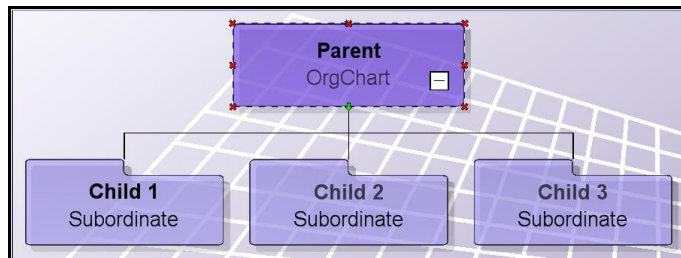 Parent
OrgChart
Child 1
Subordinate
Child 2
Subordinate
Child 3
Subordinate